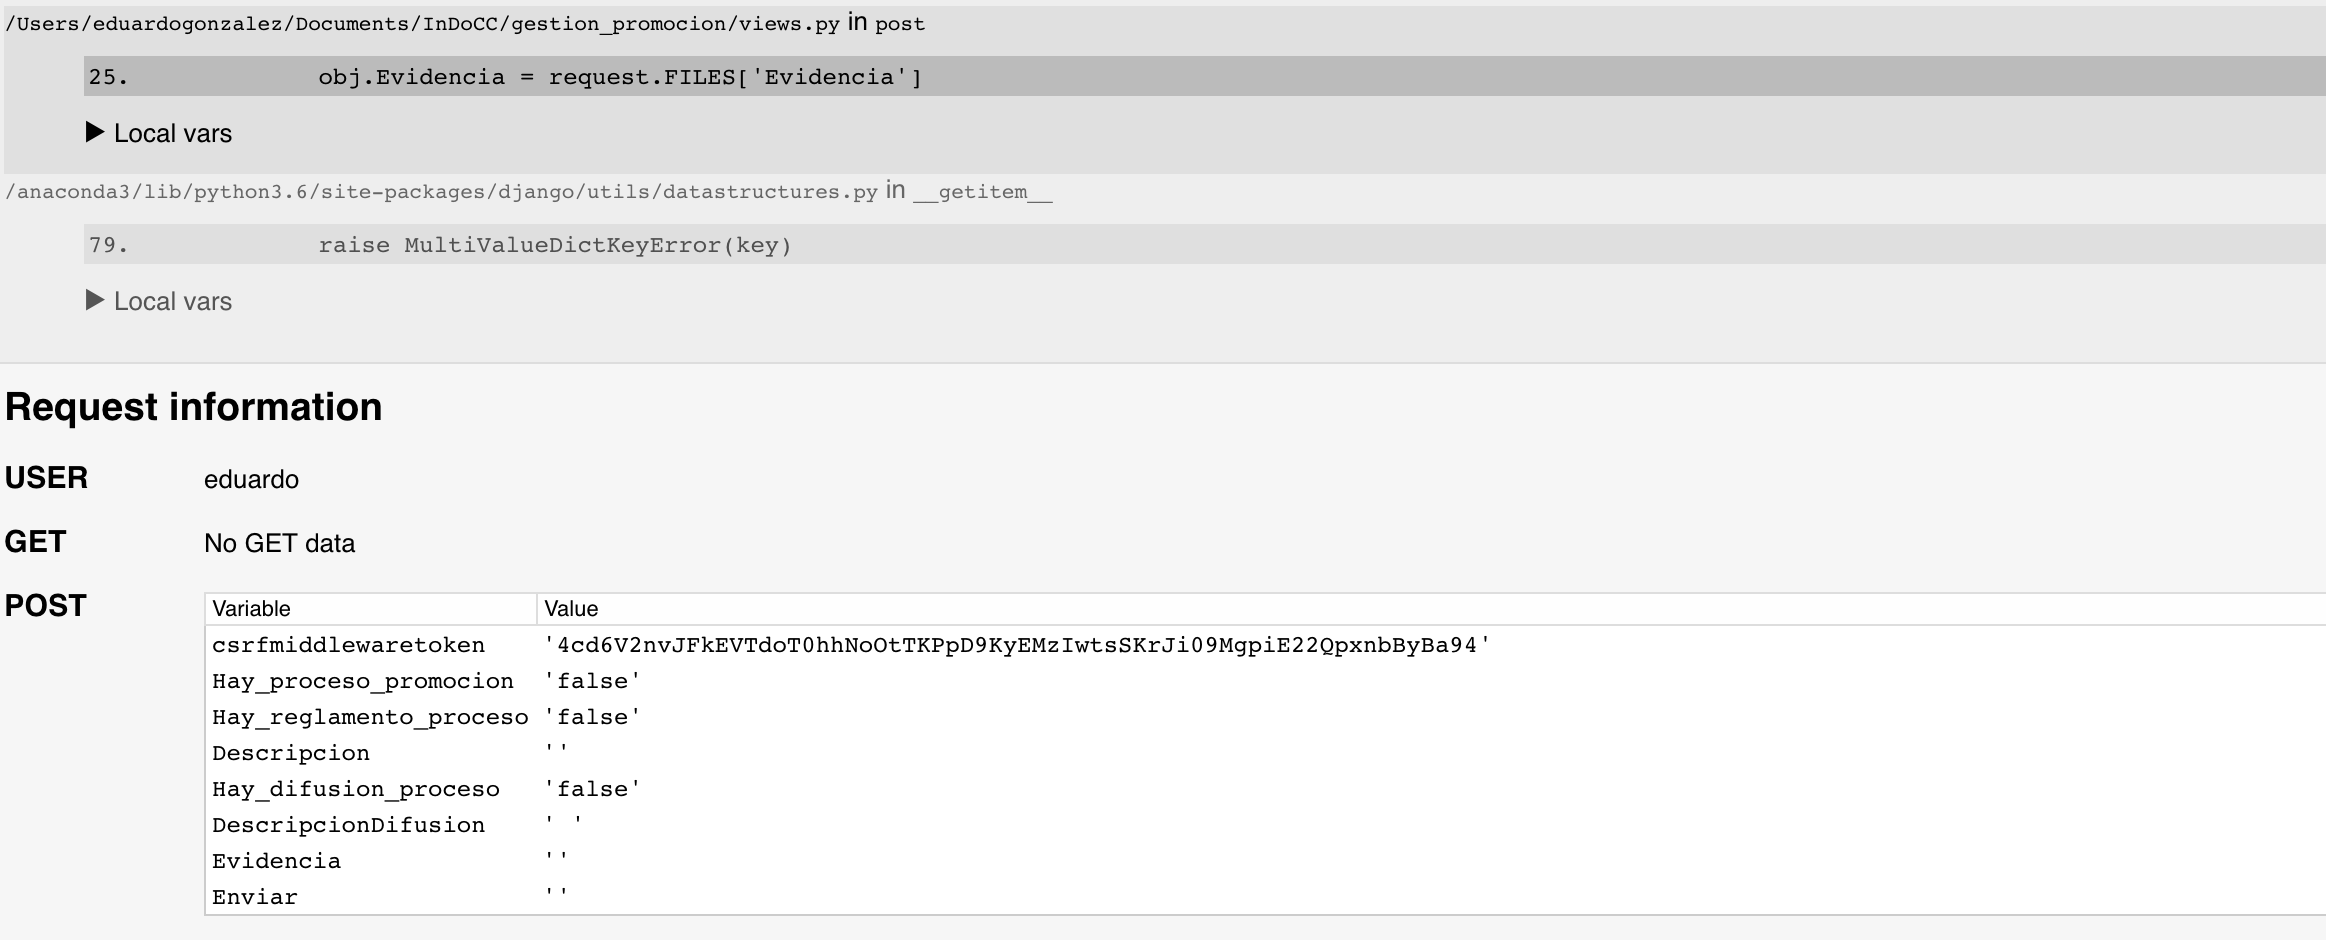 /Users/eduardogonzalez/Documents/InDoCC/gestion_promocion/views.py in post
25. obj.Evidencia = request.FILES['Evidencia']
▶ Local vars
/anaconda3/lib/python3.6/site-packages/django/utils/datastructures.py in __getitem__
79. raise MultiValueDictKeyError(key)
▶ Local vars
Request information
USER eduardo
GET No GET data
POST Variable Value
csrfmiddlewaretoken '4cd6V2nvJFkEVTdoT0hhNoOtTKPpD9KyEMzIwtsSKrJi09MgpiE22QpxnbByBa94'
Hay_proceso_promocion 'false'
Hay_reglamento_proceso 'false'
Descripcion ''
Hay_difusion_proceso 'false'
DescripcionDifusion ' '
Evidencia ''
Enviar ''